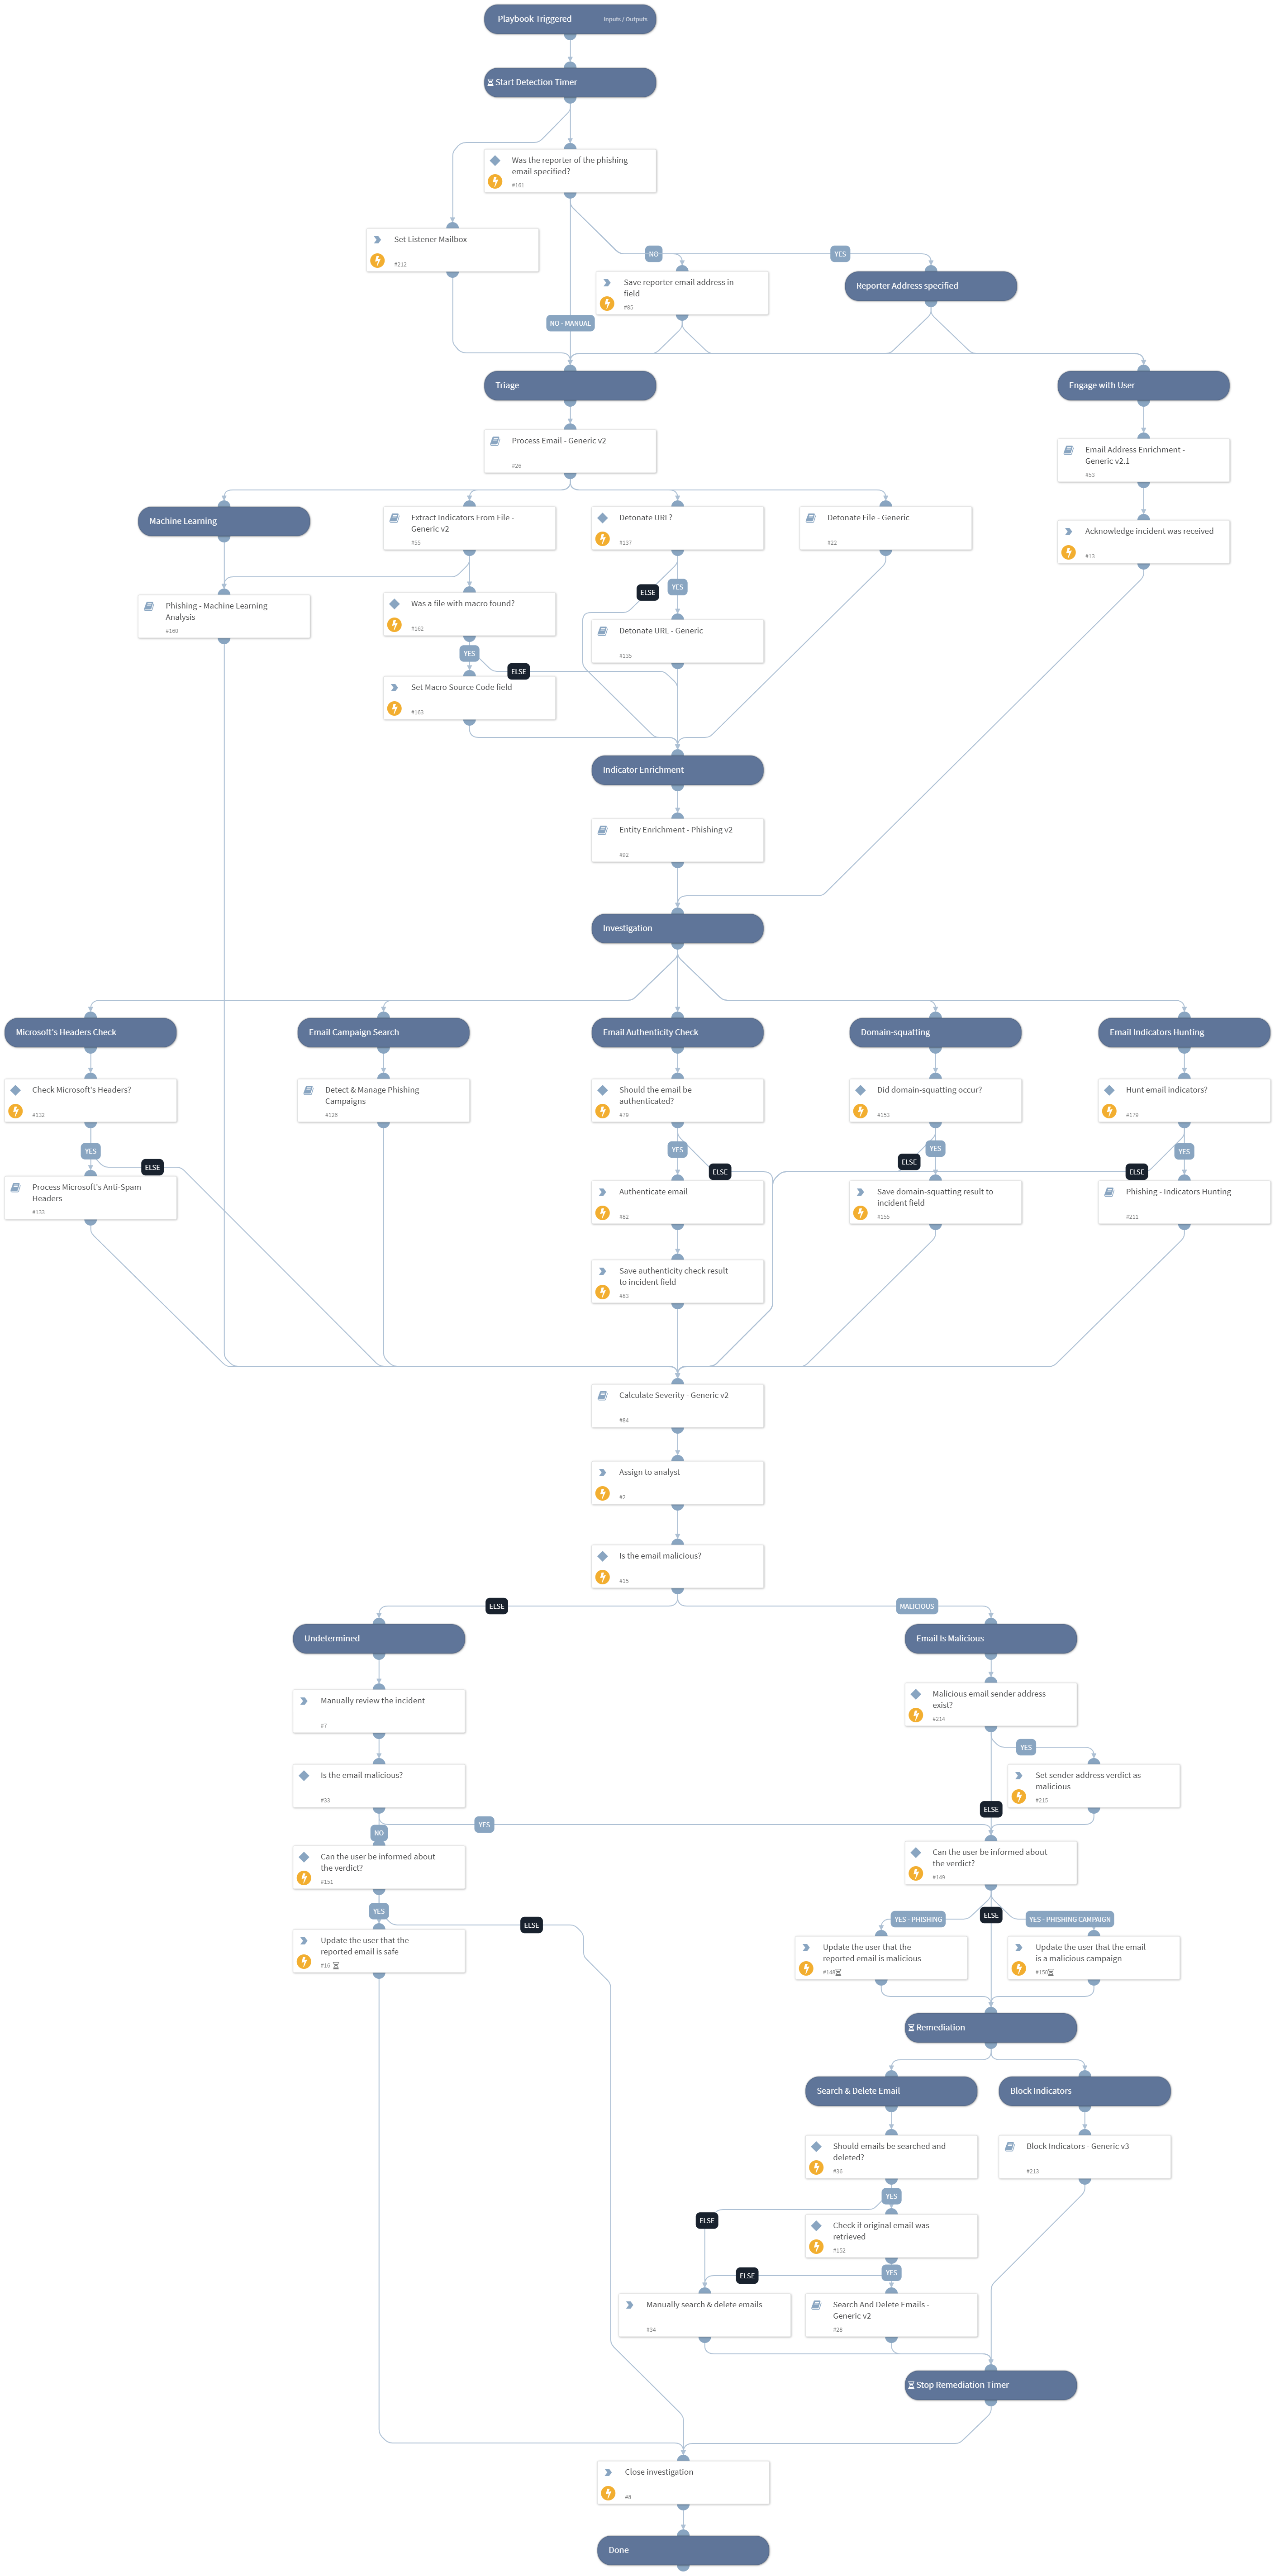 Playbook Triggered
Inputs / Outputs
Start Detection Timer
Was the reporter of the phishing
email specified?
#161
Set Listener Mailbox
#212
NO
YES
Save reporter email address in
field
#85
Reporter Address specified
NO - MANUAL
Triage
Engage with User
Process Email - Generic v2
#26
Email Address Enrichment -
Generic v2.1
#53
Machine Learning
Extract Indicators From File -
Generic v2
#55
Detonate URL?
#137
Detonate File - Generic
#22
Acknowledge incident was received
#13
ELSE
YES
Phishing - Machine Learning
Analysis
#160
Was a file with macro found?
#162
Detonate URL - Generic
#135
YES
ELSE
Set Macro Source Code field
#163
Indicator Enrichment
Entity Enrichment - Phishing v2
#92
Investigation
Microsoft's Headers Check
Email Campaign Search
Email Authenticity Check
Domain-squatting
Email Indicators Hunting
Check Microsoft's Headers?
#132
Detect & Manage Phishing
Campaigns
#126
Should the email be
authenticated?
#79
Did domain-squatting occur?
#153
Hunt email indicators?
#179
YES
ELSE
YES
ELSE
YES
ELSE
YES
ELSE
Process Microsoft's Anti-Spam
Headers
#133
Authenticate email
#82
Save domain-squatting result to
incident field
#155
Phishing - Indicators Hunting
#211
Save authenticity check result
to incident field
#83
Calculate Severity - Generic v2
#84
Assign to analyst
#2
Is the email malicious?
#15
ELSE
MALICIOUS
Undetermined
Email Is Malicious
Manually review the incident
#7
Malicious email sender address
exist?
#214
YES
Is the email malicious?
#33
Set sender address verdict as
malicious
#215
ELSE
NO
YES
Can the user be informed about
the verdict?
#151
Can the user be informed about
the verdict?
#149
YES
ELSE
YES - PHISHING
ELSE
YES - PHISHING CAMPAIGN
Update the user that the
reported email is safe
#16
Update the user that the
reported email is malicious
#148
Update the user that the email
is a malicious campaign
#150
Remediation
Search & Delete Email
Block Indicators
Should emails be searched and
deleted?
#36
Block Indicators - Generic v3
#213
YES
ELSE
Check if original email was
retrieved
#152
YES
ELSE
Manually search & delete emails
#34
Search And Delete Emails -
Generic v2
#28
Stop Remediation Timer
Close investigation
#8
Done